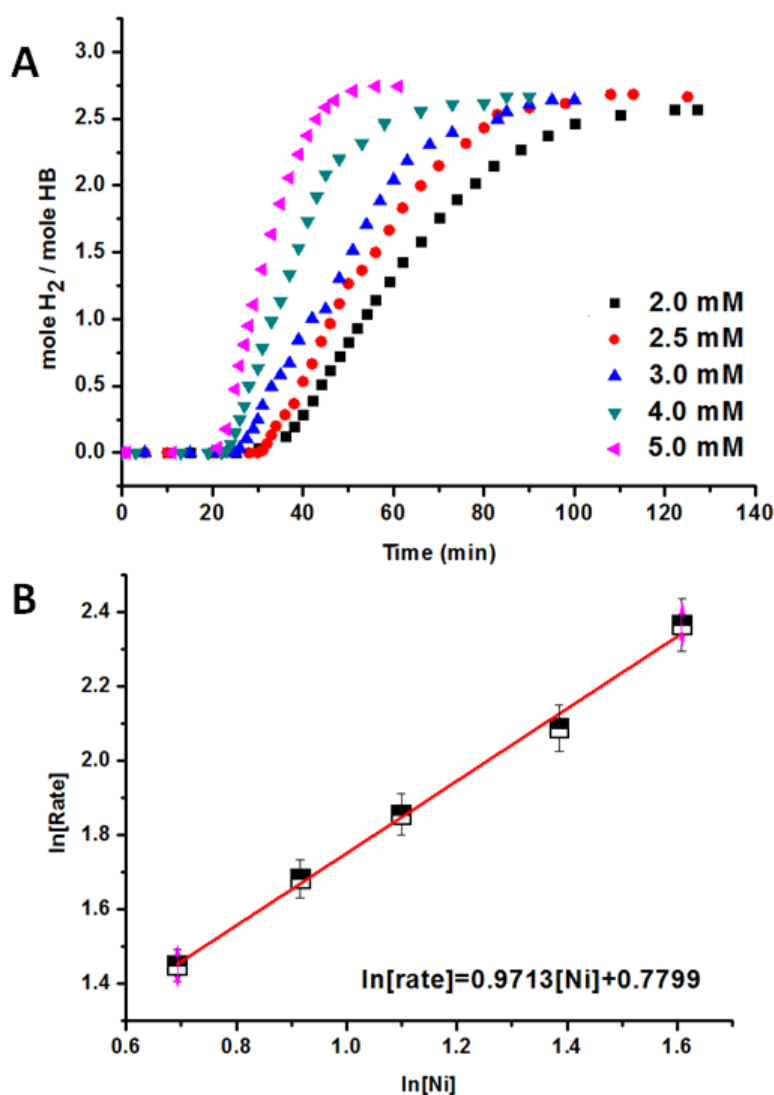 A
mole H2 / mole HB
3.0
2.5
2.0
1.5
1.0
0.5
0.0
2.0 mM
2.5 mM
3.0 mM
4.0 mM
5.0 mM
0 20 40 60 80 100 120 140
Time (min)
B
ln[Rate]
2.4
2.2
2.0
1.8
1.6
1.4
ln[rate]=0.9713[Ni]+0.7799
0.6 0.8 1.0 1.2 1.4 1.6
ln[Ni]